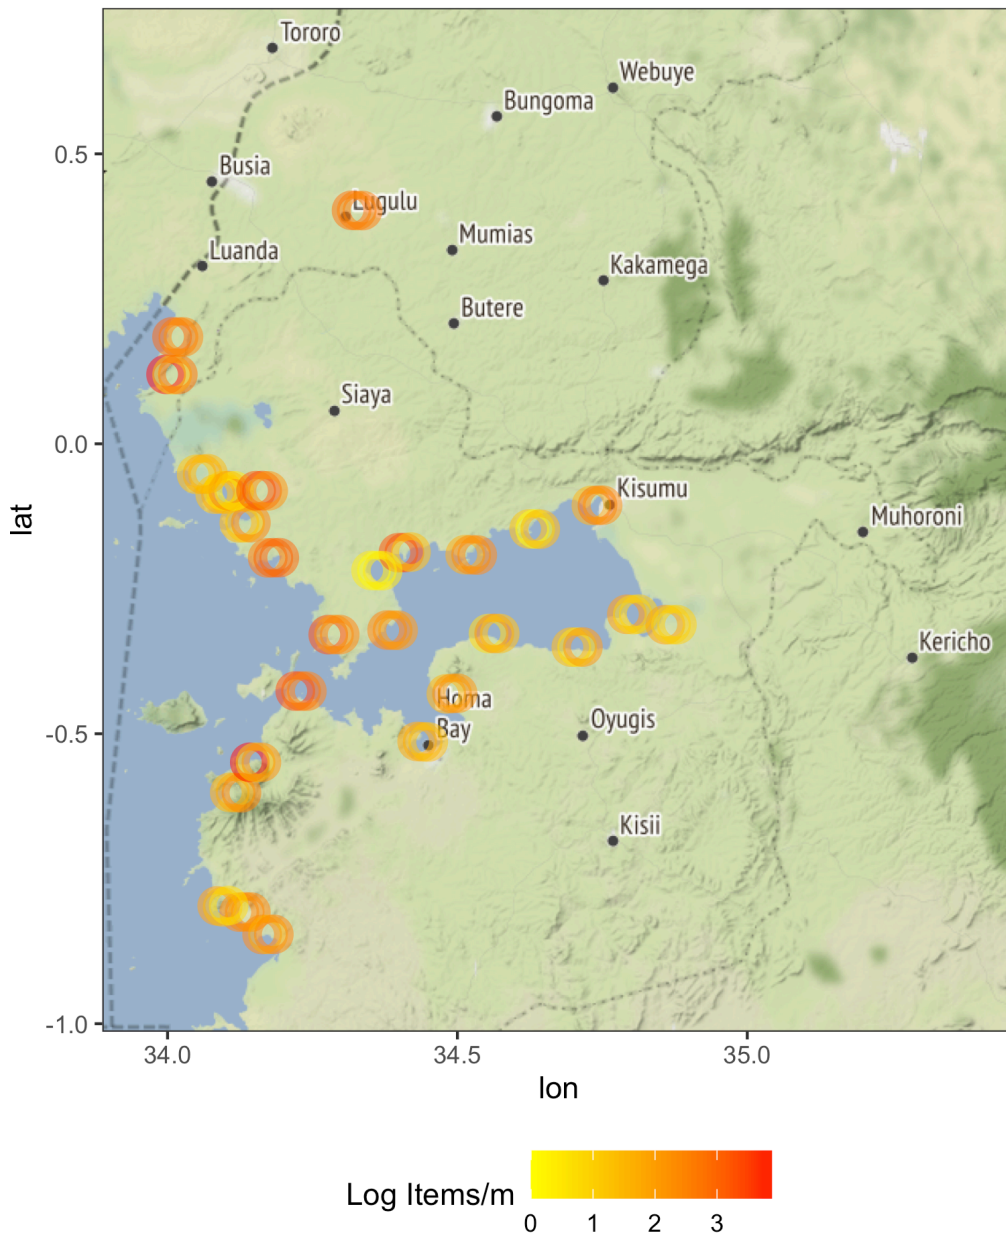 Tororo
Webuye
Bungoma
0.5
Busia
Lugulu
Mumias
Luanda
Kakamega
Butere
Siaya
0.0
lat
Kisumu
Muhoroni
Kericho
Homa
Bay
Oyugis
-0.5
Kisii
-1.0
34.0
34.5
35.0
lon
Log Items/m
0
1
2
3